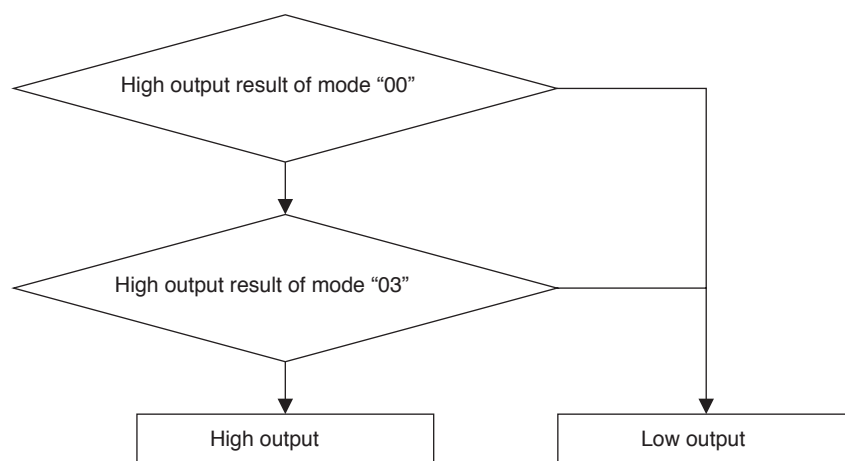 High output result of mode “00”
High output result of mode “03”
High output
Low output